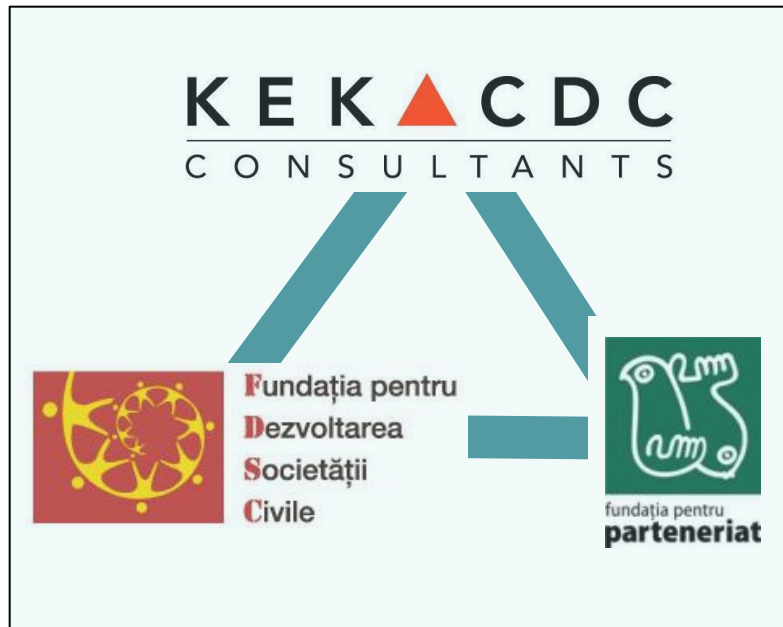 KEK CDC
CONSULTANTS
Fundația pentru
Dezvoltarea
Societății
Civile
fundația pentru
parteneriat